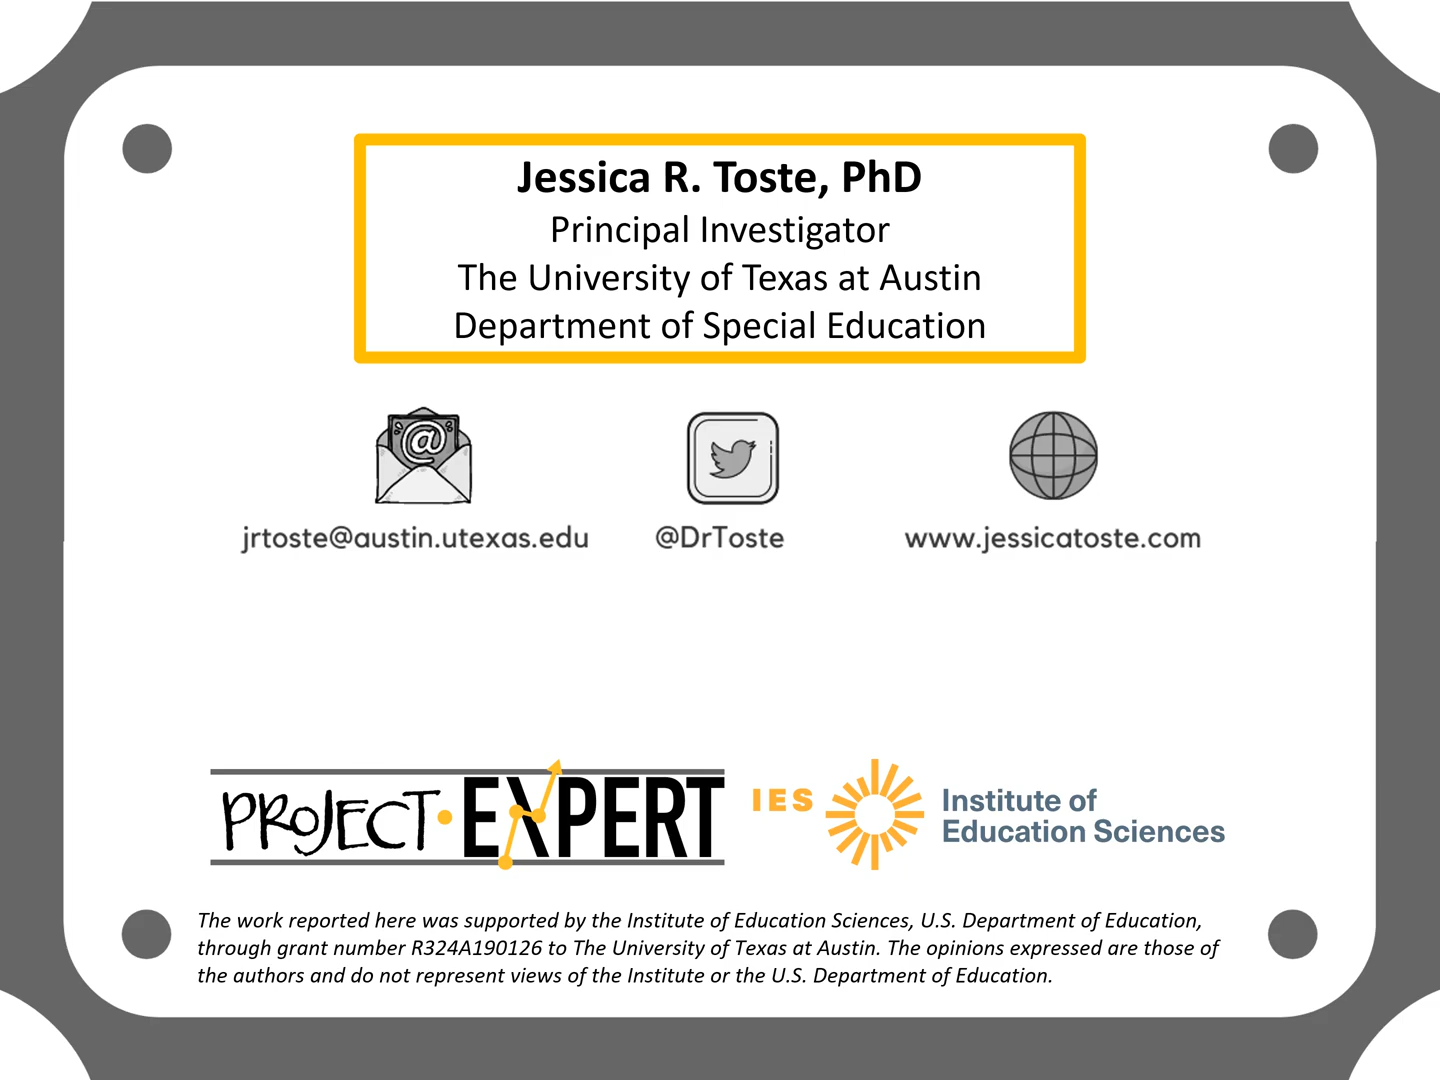 Jessica R. Toste, PhD
Principal Investigator
The University of Texas at Austin
Department of Special Education
@
jrtoste@austin.utexas.edu
@DrToste
www.jessicatoste.com
PROJECT EXPERT
IES Institute of
Education Sciences
The work reported here was supported by the Institute of Education Sciences, U.S. Department of Education,
through grant number R324A190126 to The University of Texas at Austin. The opinions expressed are those of
the authors and do not represent views of the Institute or the U.S. Department of Education.